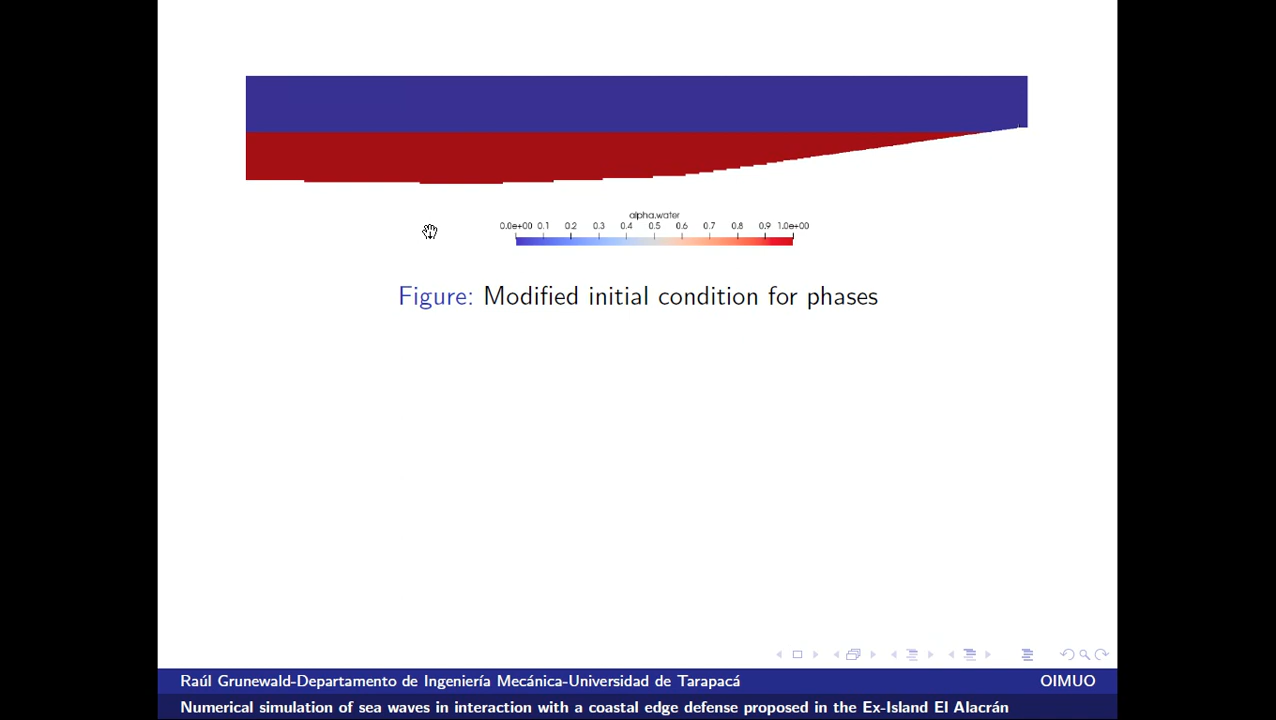 alpha.water
0.0e+00 0.1 0.2 0.3 0.4 0.5 0.6 0.7 0.8 0.9 1.0e+00
Figure: Modified initial condition for phases
Raúl Grunewald-Departamento de Ingeniería Mecánica-Universidad de Tarapacá OIMUO
Numerical simulation of sea waves in interaction with a coastal edge defense proposed in the Ex-Island El Alacrán